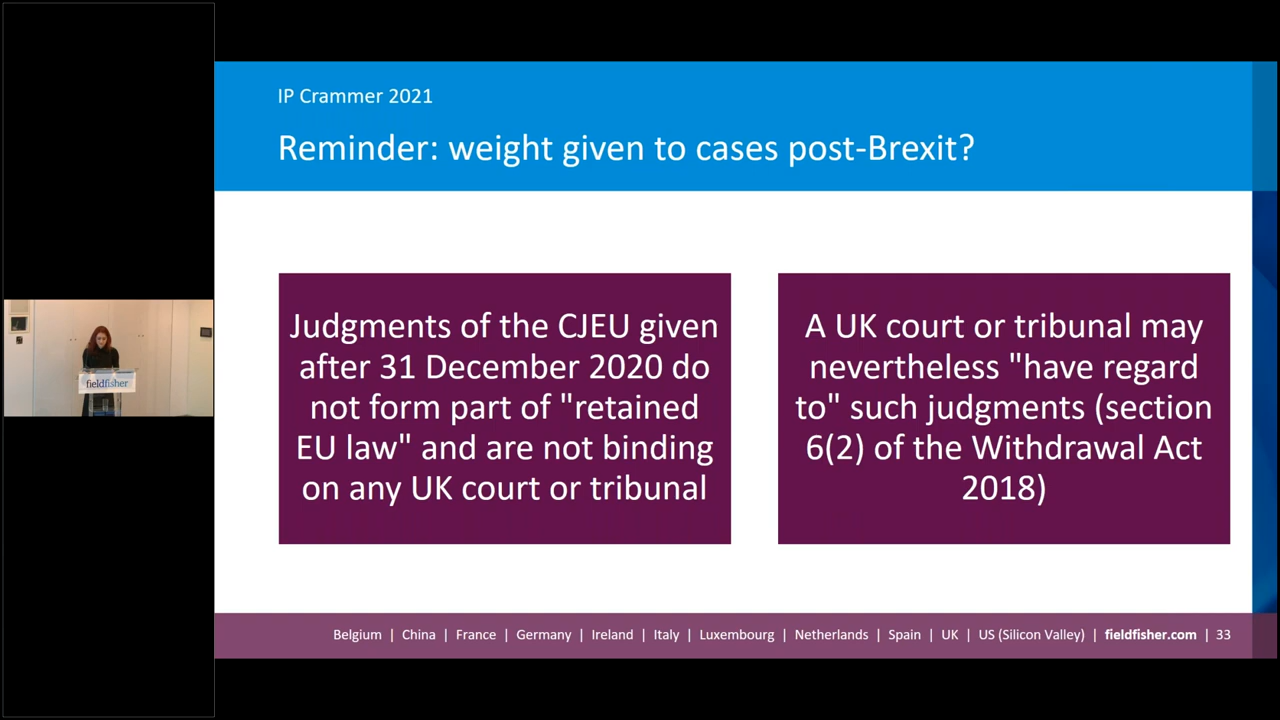 IP Crammer 2021
Reminder: weight given to cases post-Brexit?
Judgments of the CJEU given
after 31 December 2020 do
not form part of "retained
EU law" and are not binding
on any UK court or tribunal
A UK court or tribunal may
nevertheless "have regard
to" such judgments (section
6(2) of the Withdrawal Act
2018)
fieldfisher
Belgium | China | France | Germany | Ireland | Italy | Luxembourg | Netherlands | Spain | UK | US (Silicon Valley) | fieldfisher.com | 33